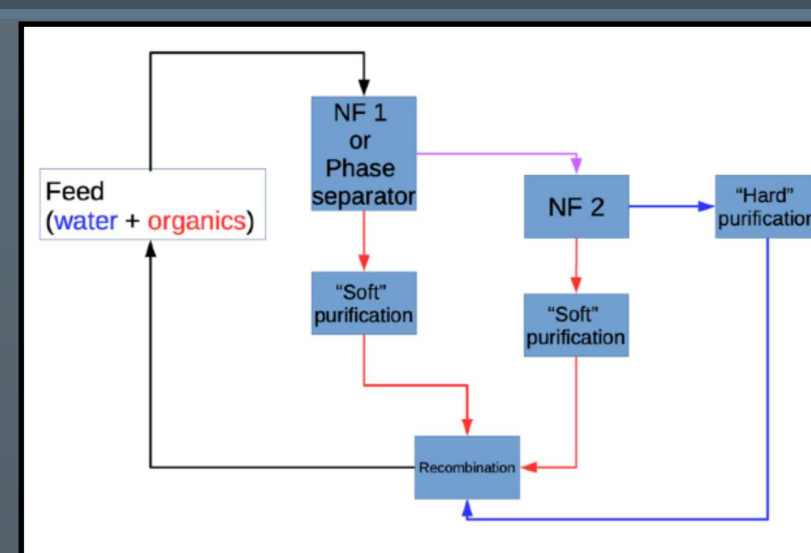 Feed
(water + organics)
NF 1
or
Phase
separator
NF 2
“Hard”
purification
“Soft”
purification
“Soft”
purification
Recombination